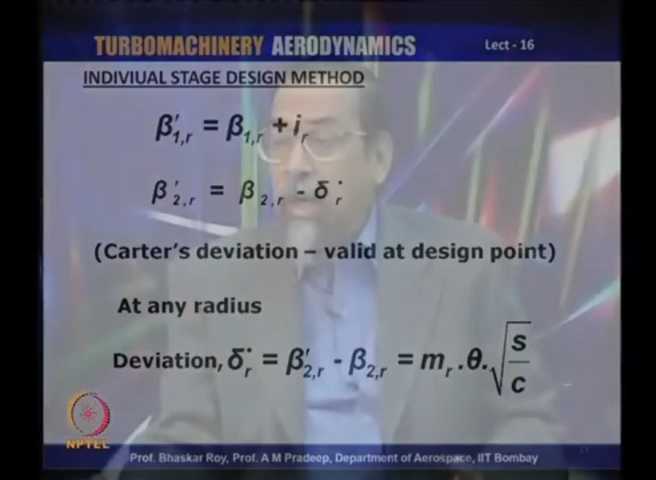 TURBOMACHINERY AERODYNAMICS Lect - 16
INDIVIUAL STAGE DESIGN METHOD
β′₁,ᵣ = β₁,ᵣ + iᵣ
β′₂,ᵣ = β₂,ᵣ - δ*ᵣ
(Carter's deviation – valid at design point)
At any radius
Deviation, δ*ᵣ = β′₂,ᵣ - β₂,ᵣ = mᵣ.θ.√(s/c)
NPTEL
Prof. Bhaskar Roy, Prof. A M Pradeep, Department of Aerospace, IIT Bombay